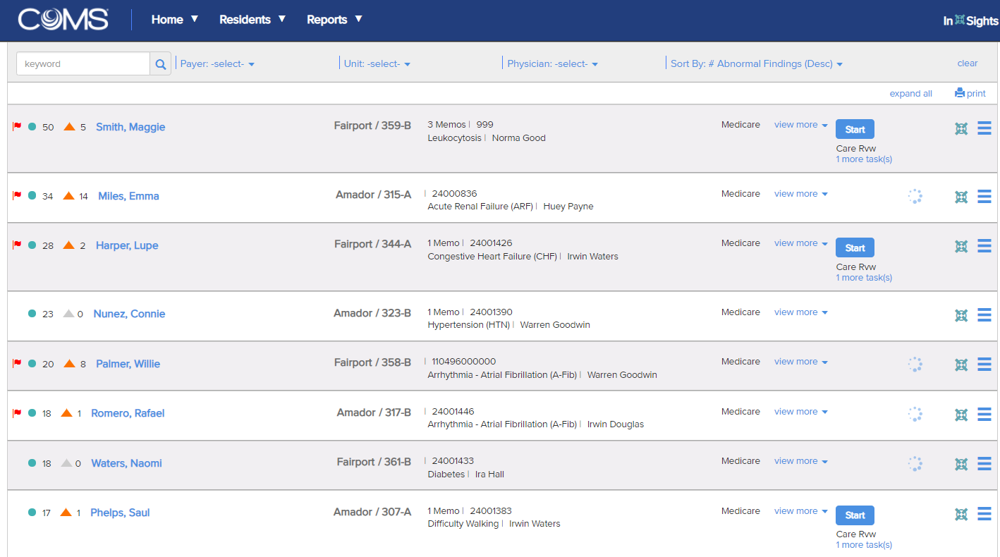 COMS Home Residents Reports InSights
keyword Payer: -select- Unit: -select- Physician: -select- Sort By: # Abnormal Findings (Desc) clear
expand all print
50 5 Smith, Maggie Fairport / 359-B 3 Memos | 999 Medicare view more Start
Leukocytosis | Norma Good
Care Rvw
1 more task(s)
34 14 Miles, Emma Amador / 315-A | 24000836 Medicare view more
Acute Renal Failure (ARF) | Huey Payne
28 2 Harper, Lupe Fairport / 344-A 1 Memo | 24001426 Medicare view more Start
Congestive Heart Failure (CHF) | Irwin Waters
Care Rvw
1 more task(s)
23 0 Nunez, Connie Amador / 323-B 1 Memo | 24001390 Medicare view more
Hypertension (HTN) | Warren Goodwin
20 8 Palmer, Willie Fairport / 358-B | 110496000000 Medicare view more
Arrhythmia - Atrial Fibrillation (A-Fib) | Warren Goodwin
18 1 Romero, Rafael Amador / 317-B | 24001446 Medicare view more
Arrhythmia - Atrial Fibrillation (A-Fib) | Irwin Douglas
18 0 Waters, Naomi Fairport / 361-B | 24001433 Medicare view more
Diabetes | Ira Hall
17 1 Phelps, Saul Amador / 307-A 1 Memo | 24001383 Medicare view more Start
Difficulty Walking | Irwin Waters
Care Rvw
1 more task(s)